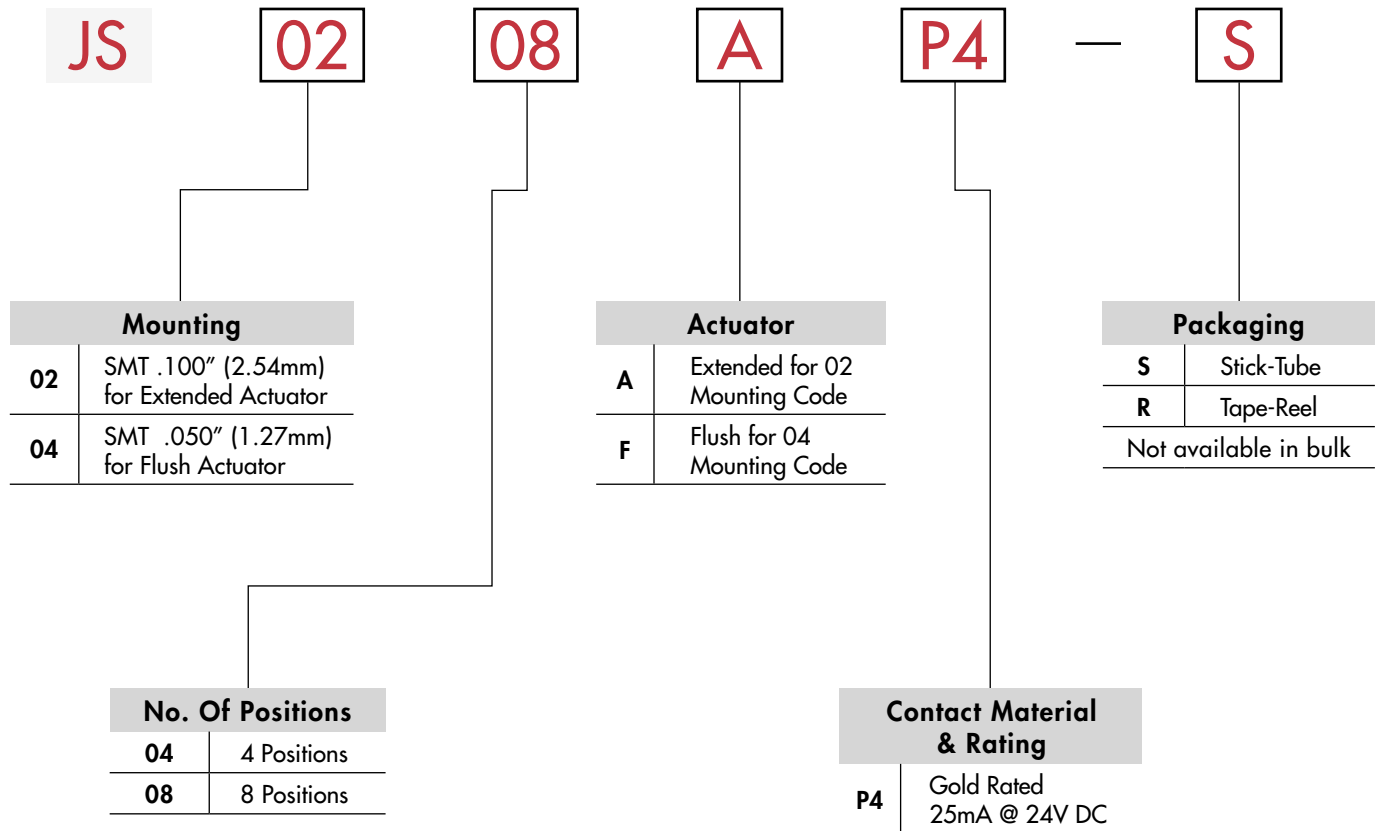 JS 02 08 A P4 — S
Mounting
02 SMT .100” (2.54mm)
for Extended Actuator
04 SMT .050” (1.27mm)
for Flush Actuator
Actuator
A Extended for 02
Mounting Code
F Flush for 04
Mounting Code
Packaging
S Stick-Tube
R Tape-Reel
Not available in bulk
No. Of Positions
04 4 Positions
08 8 Positions
Contact Material
& Rating
P4 Gold Rated
25mA @ 24V DC